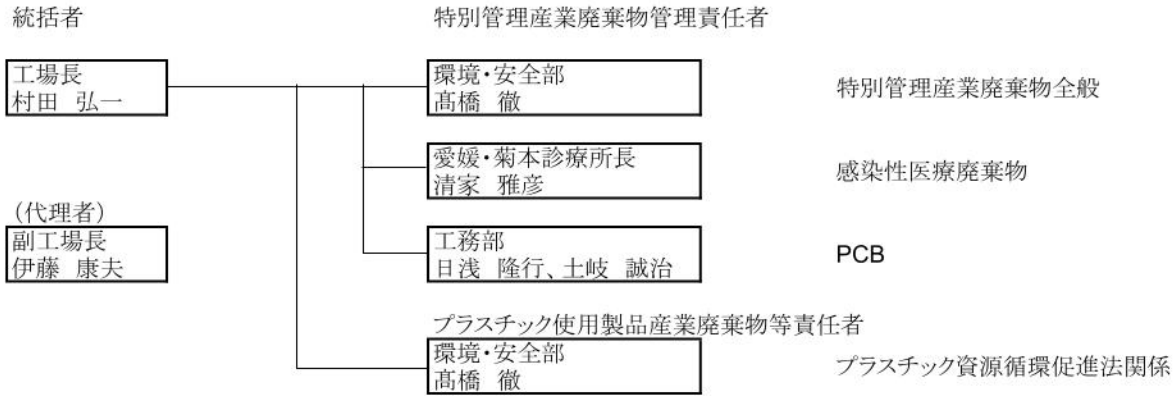 統括者
特別管理産業廃棄物管理責任者
工場長
村田 弘一
環境・安全部
髙橋 徹
特別管理産業廃棄物全般
愛媛・菊本診療所長
清家 雅彦
感染性医療廃棄物
(代理者)
副工場長
伊藤 康夫
工務部
日浅 隆行、土岐 誠治
PCB
プラスチック使用製品産業廃棄物等責任者
環境・安全部
髙橋 徹
プラスチック資源循環促進法関係